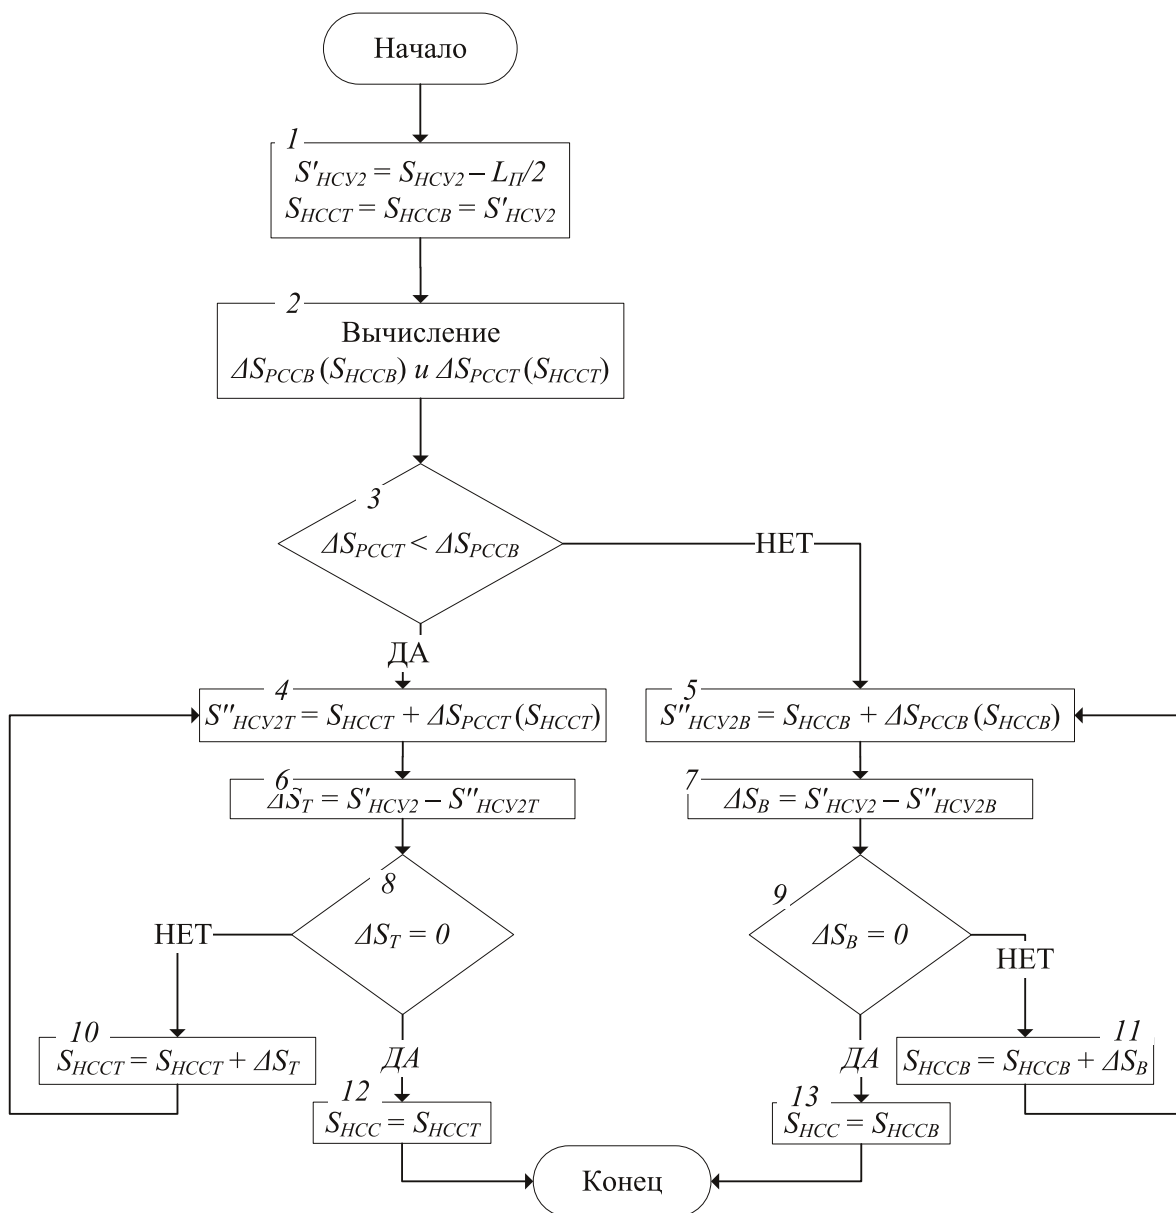 Начало
1
S'НСУ2 = SНСУ2 – LП/2
SНССТ = SНССВ = S'НСУ2
2
Вычисление
ΔSРССВ (SНССВ) и ΔSРССТ (SНССТ)
3
ΔSРССТ < ΔSРССВ
НЕТ
ДА
4
S''НСУ2Т = SНССТ + ΔSРССТ (SНССТ)
5
S''НСУ2В = SНССВ + ΔSРССВ (SНССВ)
6
ΔSТ = S'НСУ2 – S''НСУ2Т
7
ΔSВ = S'НСУ2 – S''НСУ2В
8
ΔSТ = 0
НЕТ
9
ΔSВ = 0
НЕТ
10
SНССТ = SНССТ + ΔSТ
ДА
ДА
11
SНССВ = SНССВ + ΔSВ
12
SНСС = SНССТ
13
SНСС = SНССВ
Конец